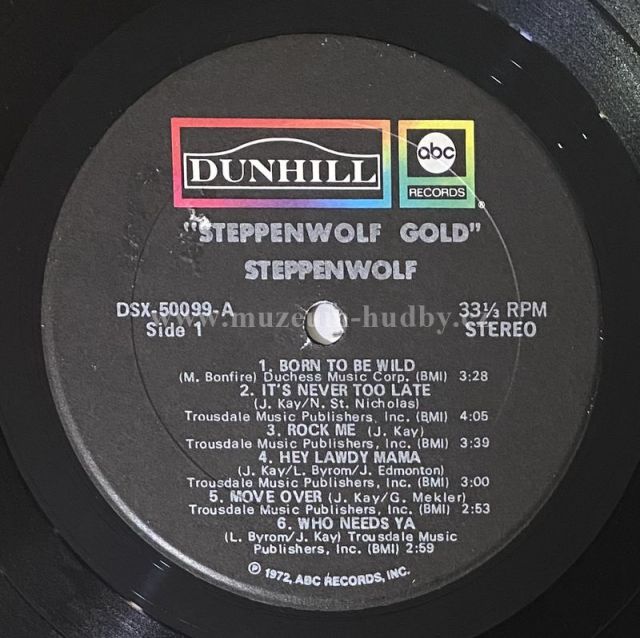 DUNHILL
abc
RECORDS
®
"STEPPENWOLF GOLD"
STEPPENWOLF
DSX-50099-A
Side 1
33⅓ RPM
STEREO
1. BORN TO BE WILD
(M. Bonfire) Duchess Music Corp. (BMI) 3:28
2. IT'S NEVER TOO LATE
(J. Kay/N. St. Nicholas)
Trousdale Music Publishers, Inc. (BMI) 4:05
3. ROCK ME (J. Kay)
Trousdale Music Publishers, Inc. (BMI) 3:39
4. HEY LAWDY MAMA
(J. Kay/L. Byrom/J. Edmonton)
Trousdale Music Publishers, Inc. (BMI) 3:00
5. MOVE OVER (J. Kay/G. Mekler)
Trousdale Music Publishers, Inc. (BMI) 2:53
6. WHO NEEDS YA
(L. Byrom/J. Kay) Trousdale Music
Publishers, Inc. (BMI) 2:59
℗ 1972, ABC RECORDS, INC.